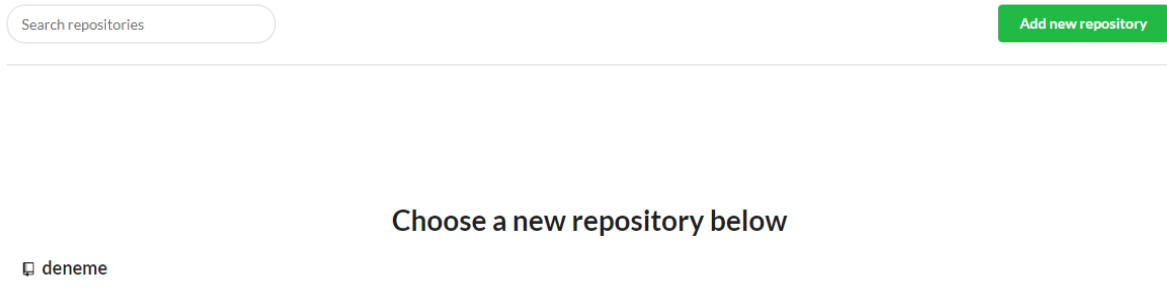 Search repositories
Add new repository
Choose a new repository below
deneme